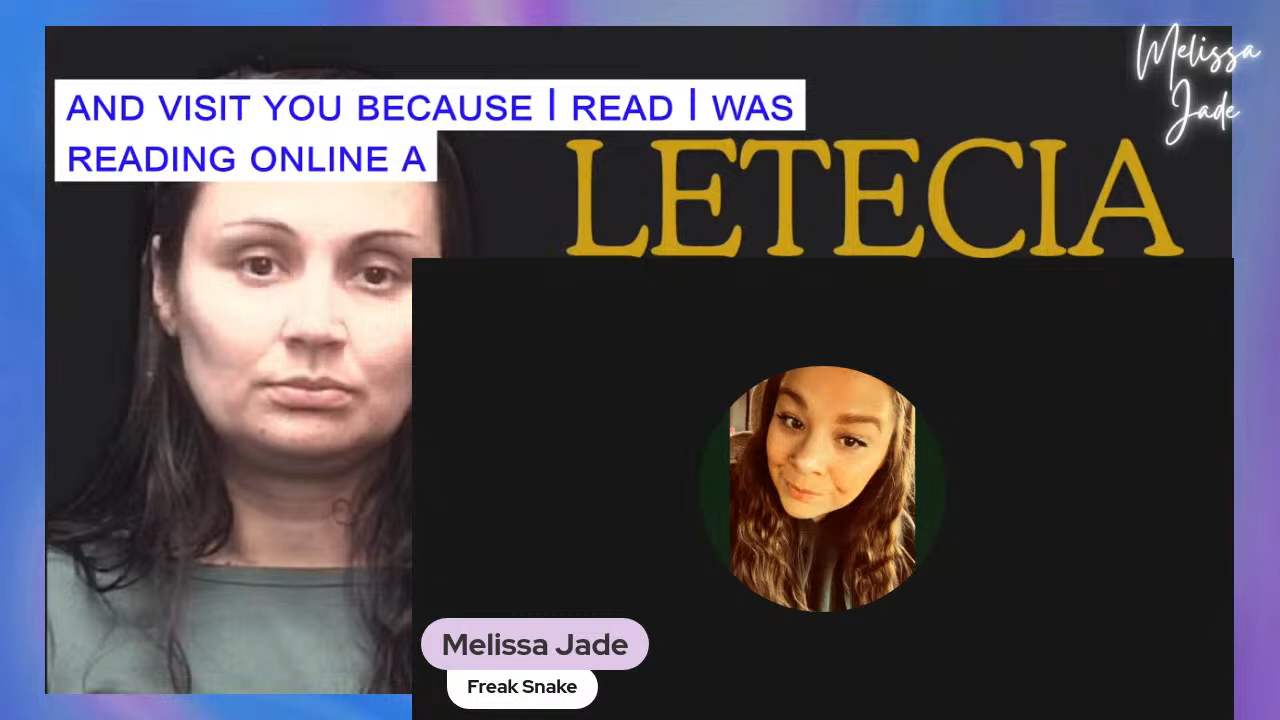 Melissa
Jade
AND VISIT YOU BECAUSE I READ I WAS
READING ONLINE A
LETECIA
Melissa Jade
Freak Snake